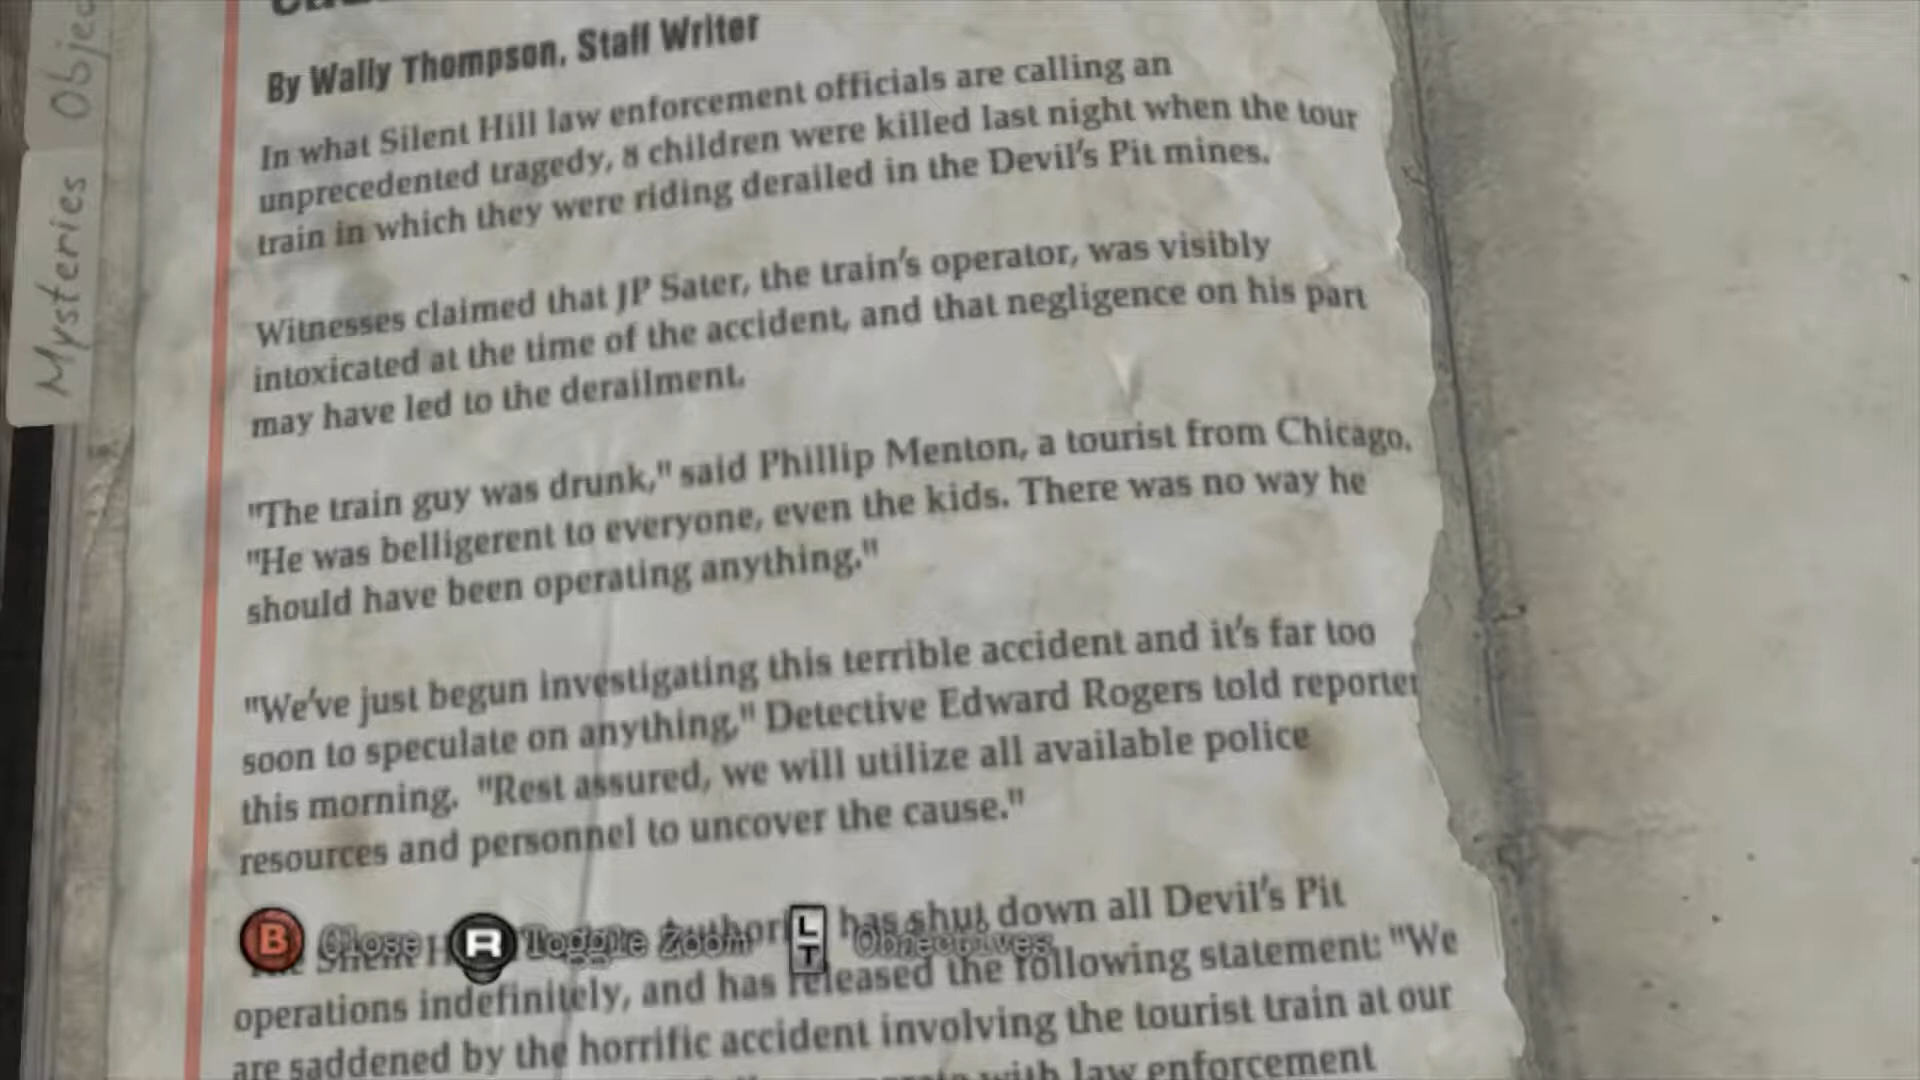 Mysteries
Objec
By Wally Thompson, Staff Writer
In what Silent Hill law enforcement officials are calling an
unprecedented tragedy, 8 children were killed last night when the tour
train in which they were riding derailed in the Devil's Pit mines.
Witnesses claimed that JP Sater, the train's operator, was visibly
intoxicated at the time of the accident, and that negligence on his part
may have led to the derailment.
"The train guy was drunk," said Phillip Menton, a tourist from Chicago.
"He was belligerent to everyone, even the kids. There was no way he
should have been operating anything."
"We've just begun investigating this terrible accident and it's far too
soon to speculate on anything," Detective Edward Rogers told reporter
this morning. "Rest assured, we will utilize all available police
resources and personnel to uncover the cause."
has shut down all Devil's Pit
B Close R Toggle Zoom LT Objectives
operations indefinitely, and has released the following statement: "We
are saddened by the horrific accident involving the tourist train at our
with law enforcement